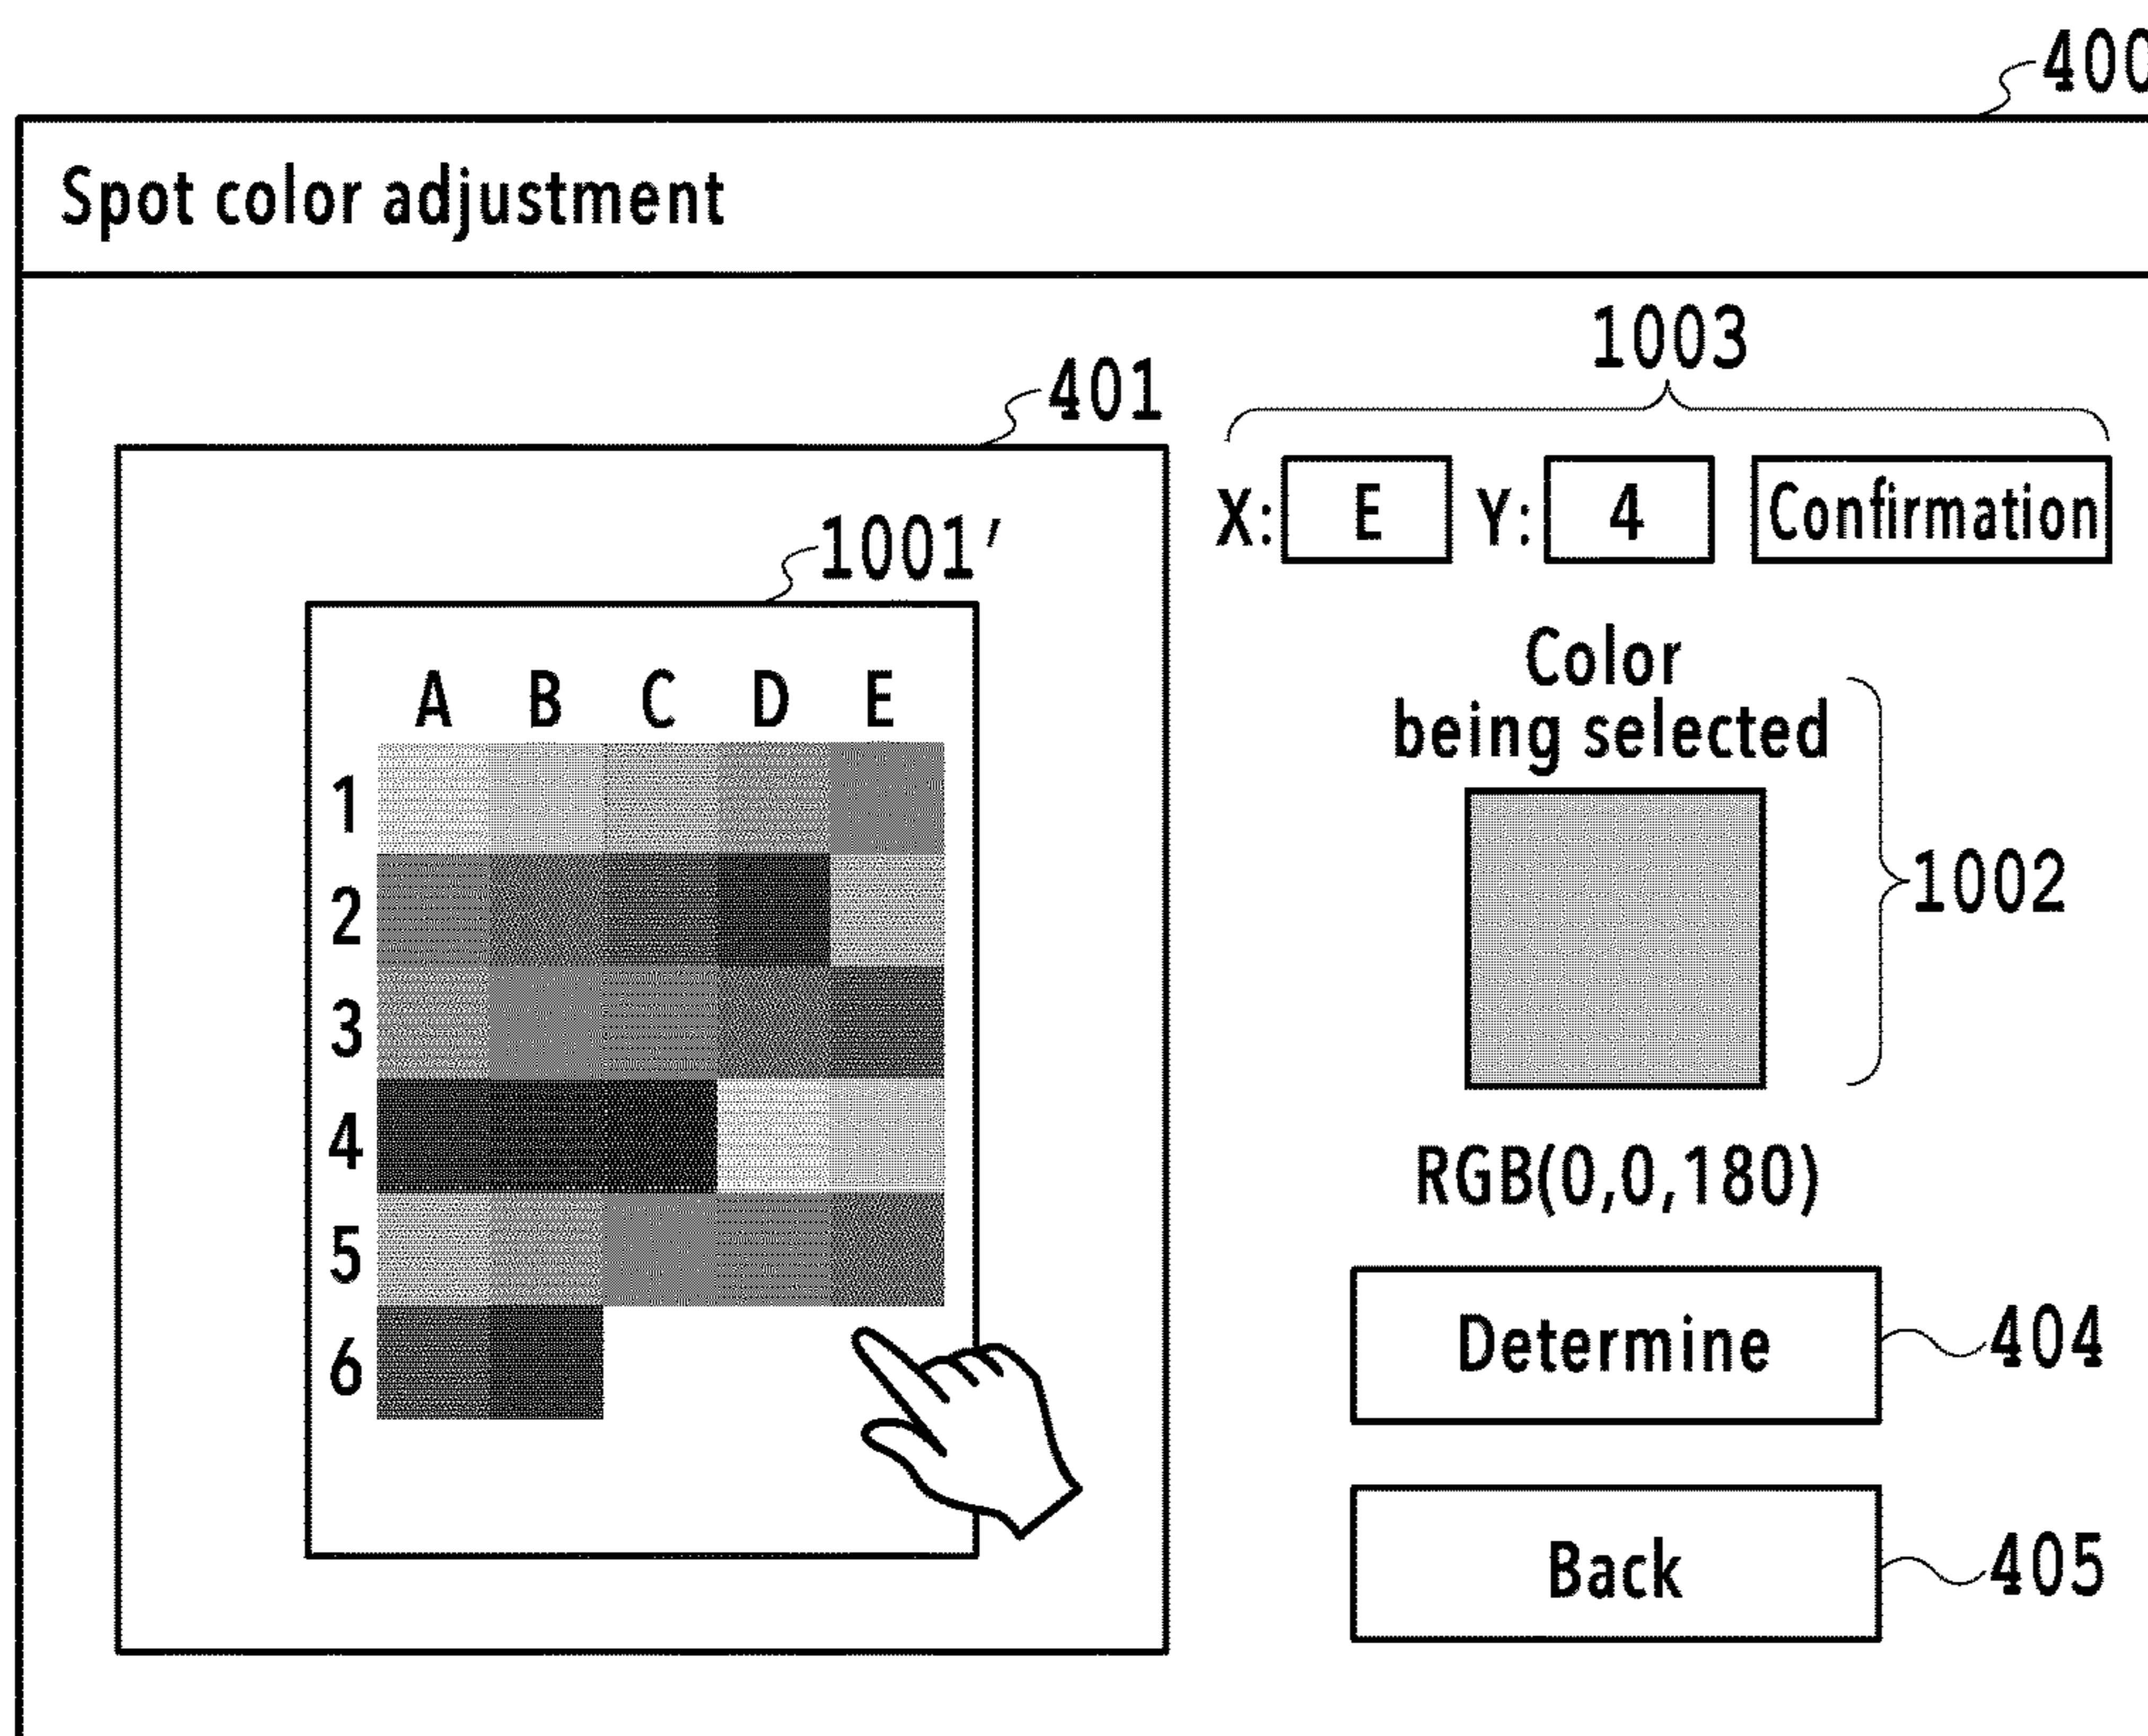 400
Spot color adjustment
1003
401
X: E Y: 4 Confirmation
1001'
Color
being selected
A B C D E
1
2
3
4
5
6
1002
RGB(0,0,180)
Determine
404
Back
405